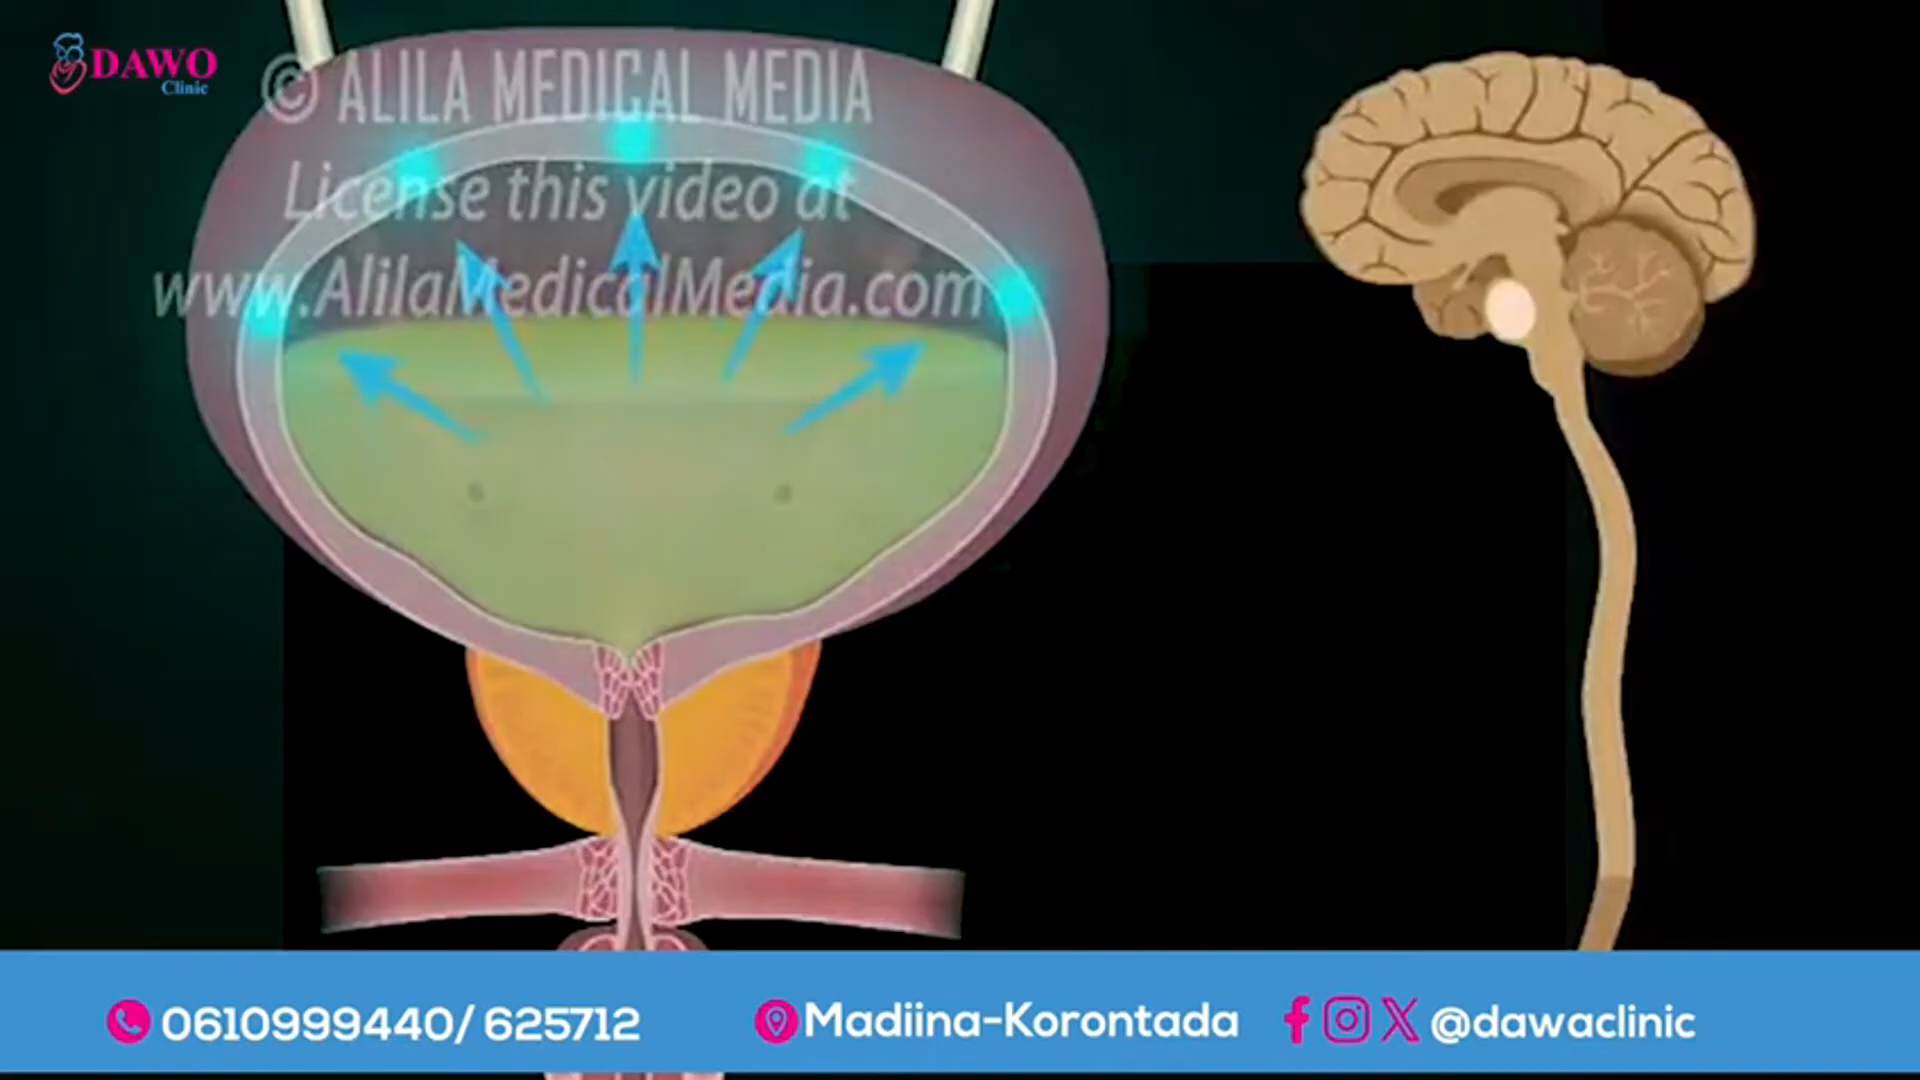 DAWO
Clinic
© ALILA MEDICAL MEDIA
License this video at
www.AlilaMedicalMedia.com
0610999440/ 625712
Madiina-Korontada
@dawaclinic